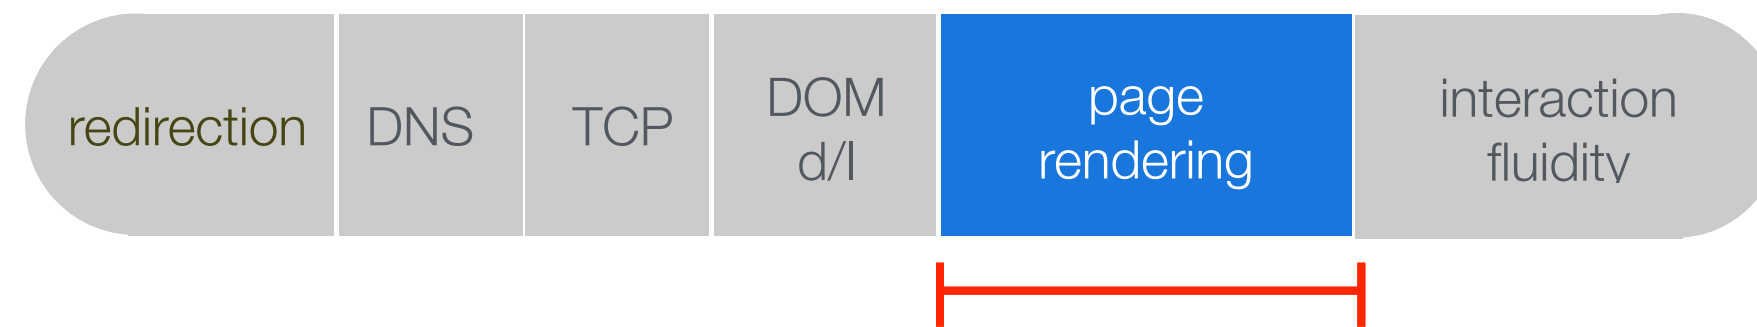 redirection
DNS
TCP
DOM
d/l
page
rendering
interaction
fluidity